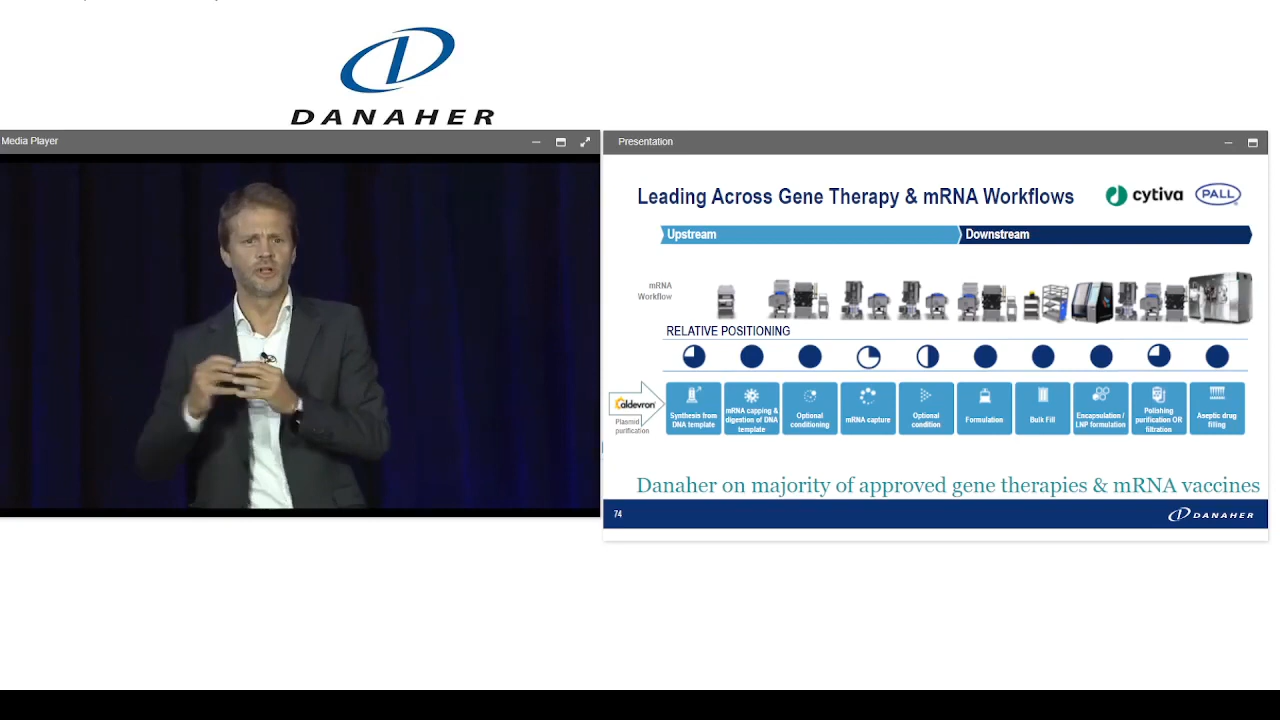 DANAHER
Media Player
Presentation
Leading Across Gene Therapy & mRNA Workflows
cytiva
PALL
Upstream
Downstream
mRNA
Workflow
RELATIVE POSITIONING
aldevron
Plasmid
purification
Synthesis from
DNA template
mRNA capping &
digestion of DNA
template
Optional
conditioning
mRNA capture
Optional
condition
Formulation
Bulk Fill
Encapsulation /
LNP formulation
Polishing
purification OR
filtration
Aseptic drug
filling
Danaher on majority of approved gene therapies & mRNA vaccines
74
DANAHER